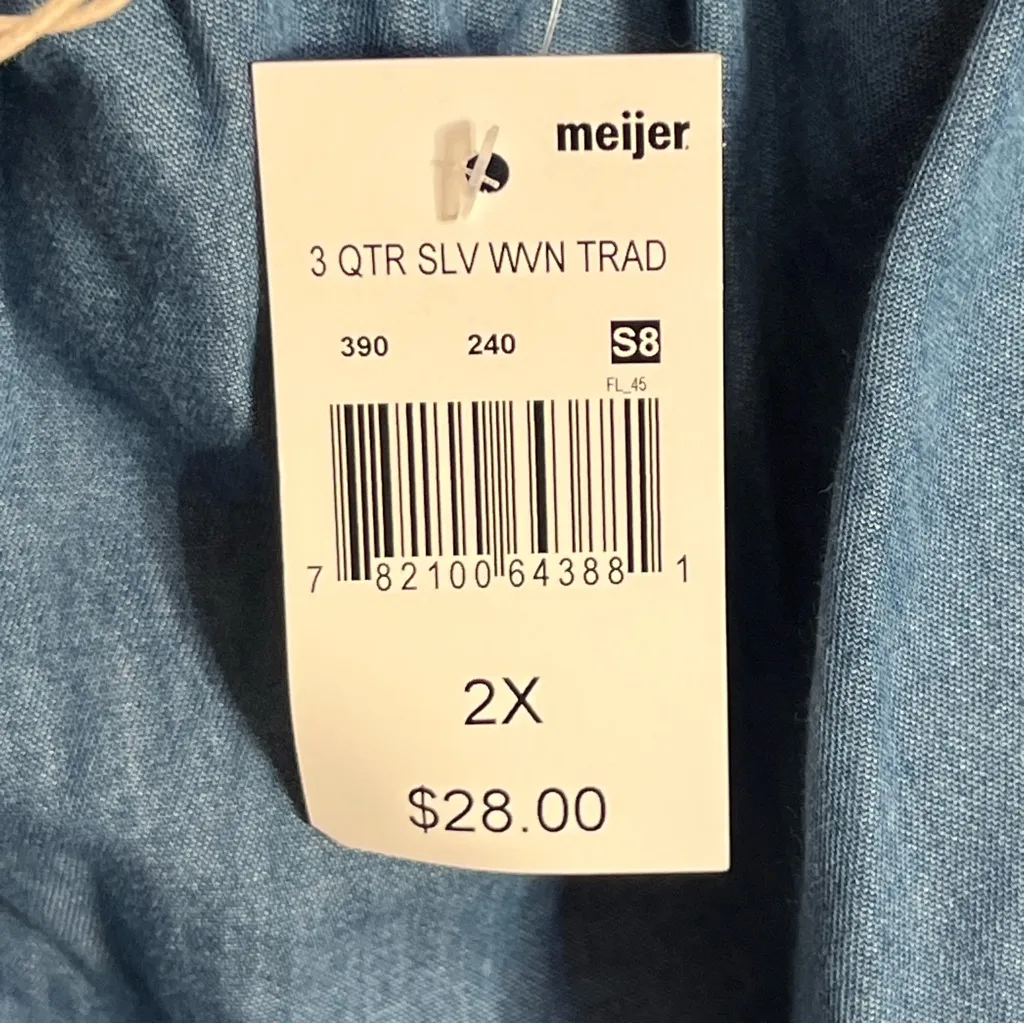 meijer
3 QTR SLV WVN TRAD
390 240 S8
FL_45
7 82100 64388 1
2X
$28.00